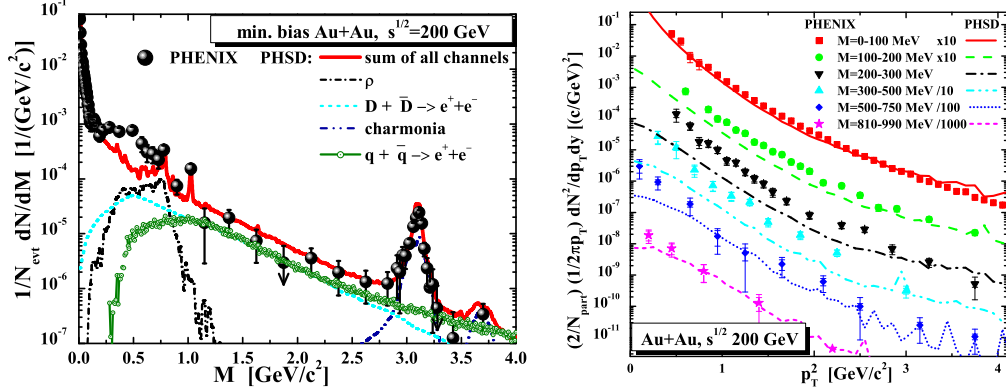 min. bias Au+Au, s^1/2=200 GeV
PHENIX PHSD: sum of all channels
ρ
D + D̄ –> e⁺+e⁻
charmonia
q + q̄ –> e⁺+e⁻
10⁻¹
10⁻²
10⁻³
10⁻⁴
10⁻⁵
10⁻⁶
10⁻⁷
1/N_evt dN/dM [1/(GeV/c²)]
0.0 0.5 1.0 1.5 2.0 2.5 3.0 3.5 4.0
M [GeV/c²]
PHENIX PHSD
M=0-100 MeV x10
M=100-200 MeV x10
M=200-300 MeV
M=300-500 MeV /10
M=500-750 MeV /100
M=810-990 MeV /1000
10⁻¹
10⁻²
10⁻³
10⁻⁴
10⁻⁵
10⁻⁶
10⁻⁷
10⁻⁸
10⁻⁹
10⁻¹⁰
10⁻¹¹
(2/N_part) (1/2πp_T) dN²/dp_Tdy [(c/GeV)²]
Au+Au, s^1/2 200 GeV
0 1 2 3 4
p_T [GeV/c²]